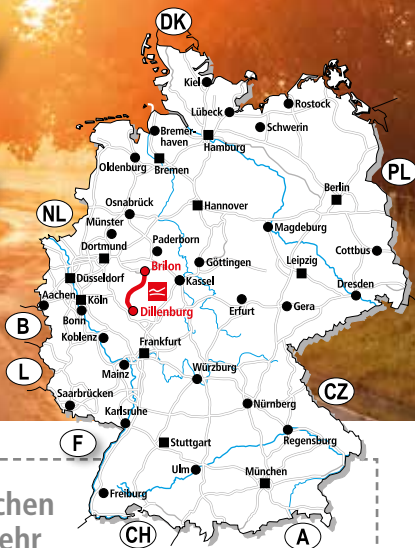 DK
Kiel
Rostock
Lübeck
Schwerin
Bremer-
haven
Hamburg
PL
Oldenburg
Bremen
Berlin
NL
Osnabrück
Hannover
Münster
Magdeburg
Dortmund
Paderborn
Cottbus
Göttingen
Leipzig
Brilon
Düsseldorf
Kassel
Dresden
Aachen
Köln
Erfurt
Gera
B
Bonn
Dillenburg
Koblenz
Frankfurt
L
Mainz
Würzburg
CZ
Saarbrücken
Nürnberg
Karlsruhe
F
Stuttgart
Regensburg
Ulm
München
chen
Freiburg
ehr
CH
A